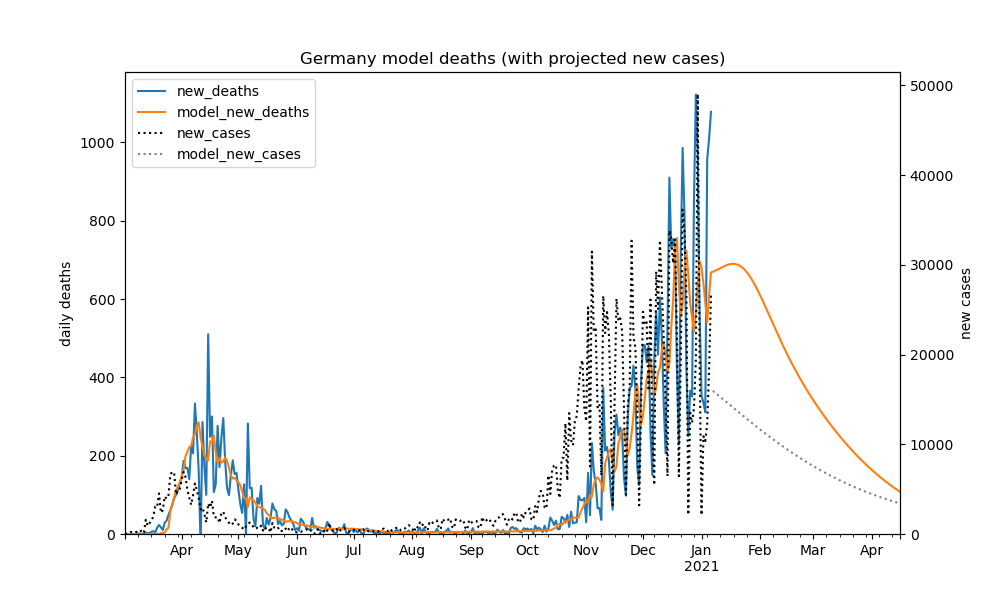 Germany model deaths (with projected new cases)
new_deaths
model_new_deaths
new_cases
model_new_cases
daily deaths
1000
800
600
400
200
0
50000
40000
30000
20000
10000
0
new cases
Apr May Jun Jul Aug Sep Oct Nov Dec Jan Feb Mar Apr
2021